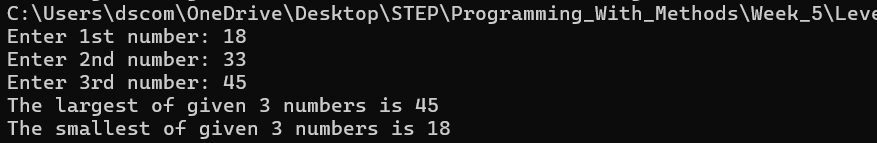 C:\Users\dscom\OneDrive\Desktop\STEP\Programming_With_Methods\Week_5\Leve
Enter 1st number: 18
Enter 2nd number: 33
Enter 3rd number: 45
The largest of given 3 numbers is 45
The smallest of given 3 numbers is 18